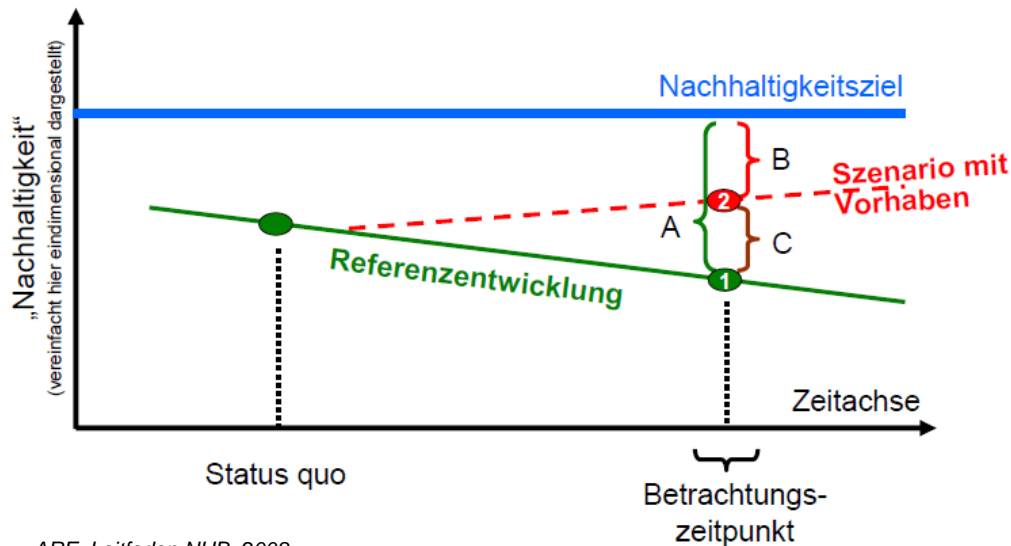 „Nachhaltigkeit“
(vereinfacht hier eindimensional dargestellt)
Nachhaltigkeitsziel
B
Szenario mit
Vorhaben
2
A
C
Referenzentwicklung
1
Zeitachse
Status quo
Betrachtungs-
zeitpunkt